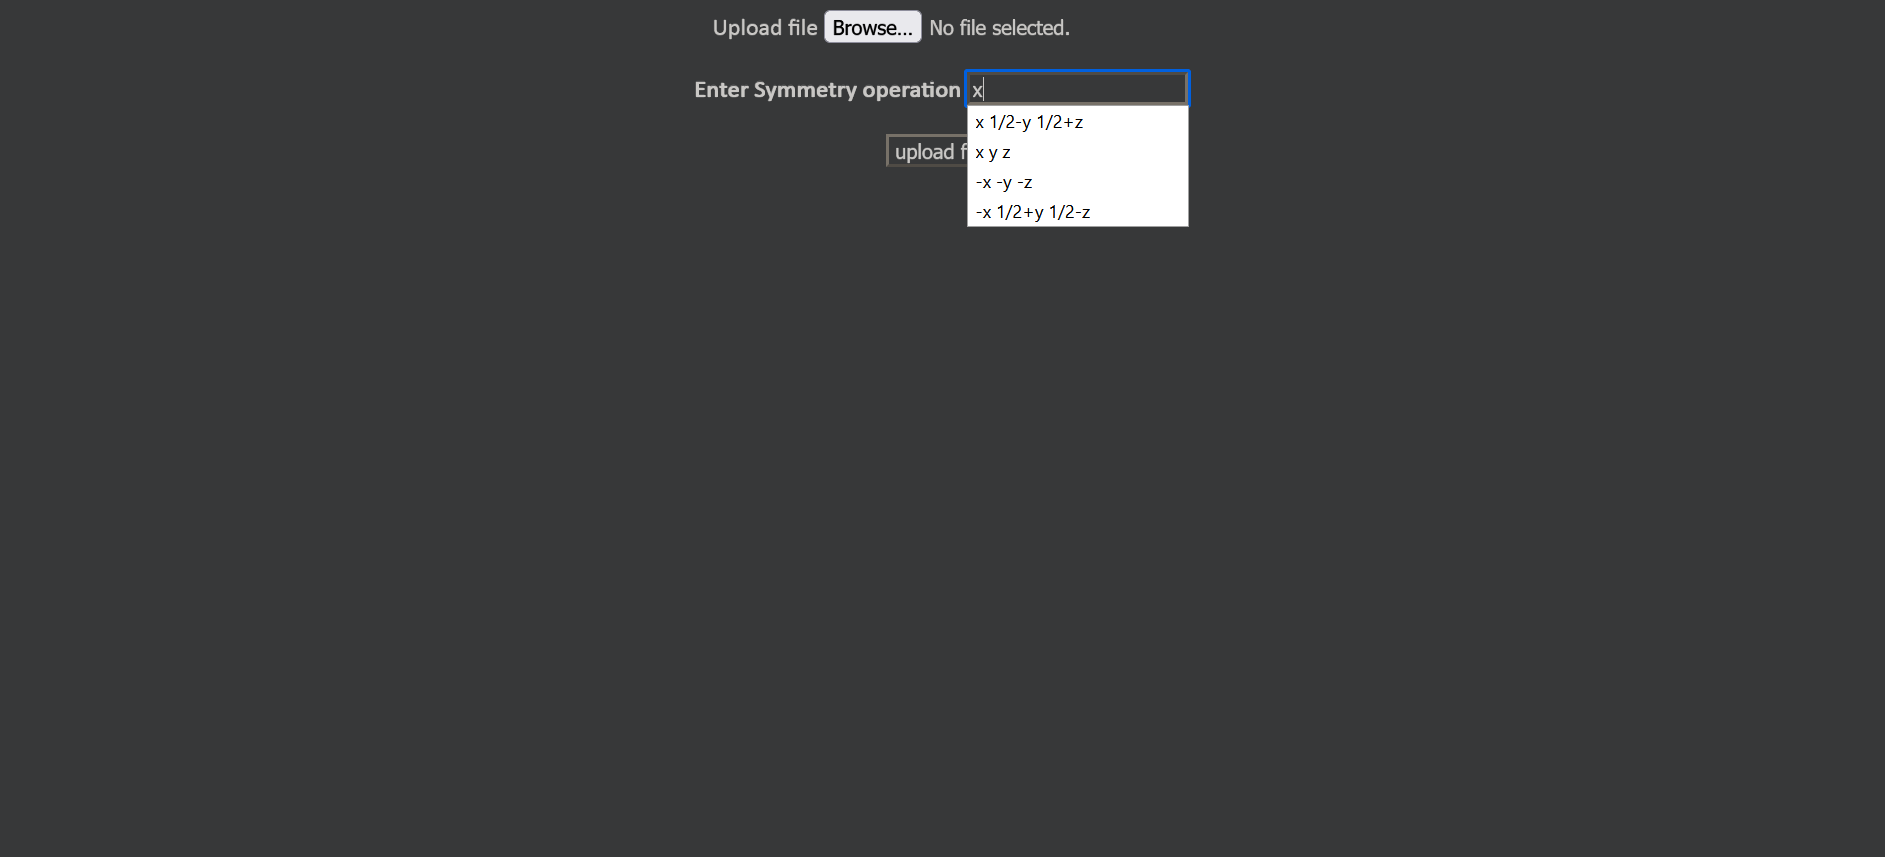 Upload file Browse... No file selected.
Enter Symmetry operation x
x 1/2-y 1/2+z
upload f
x y z
-x -y -z
-x 1/2+y 1/2-z